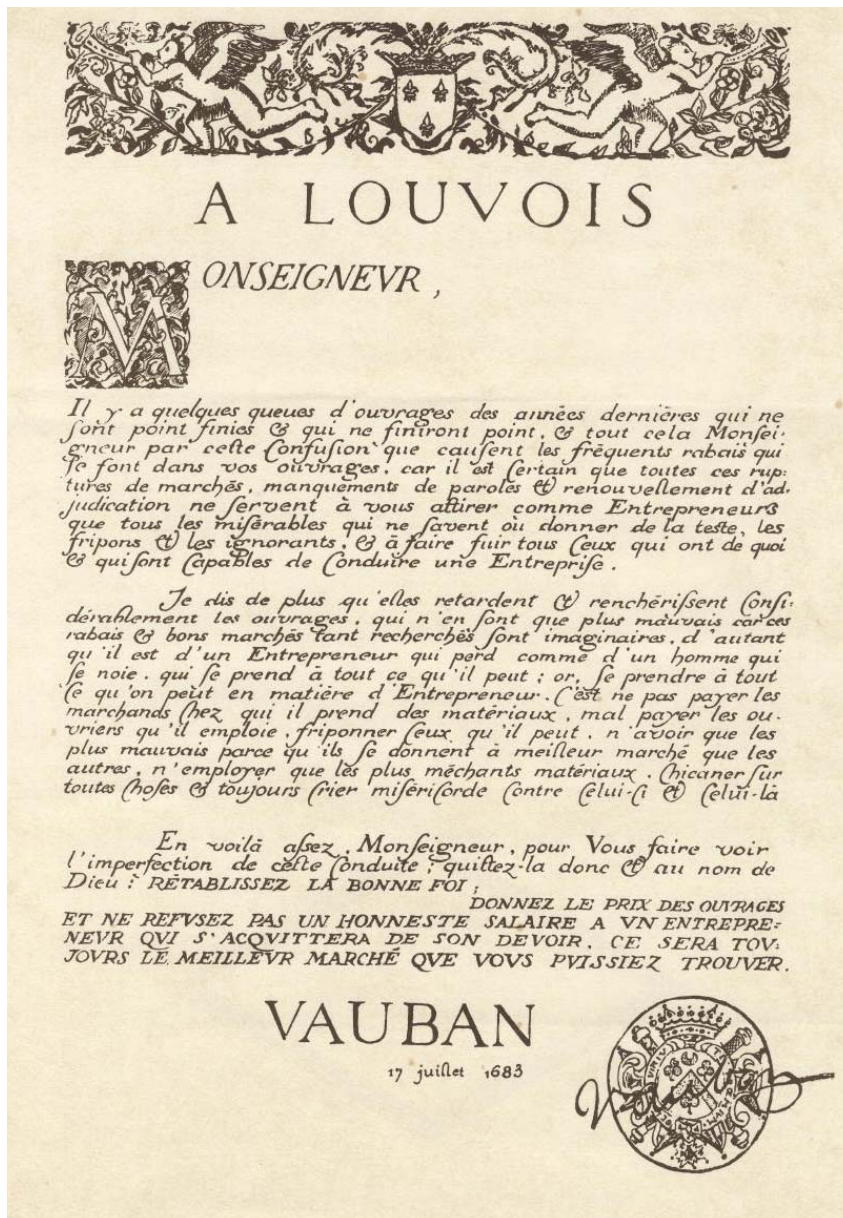 A LOUVOIS
MONSEIGNEVR,
Il y a quelques queues d'ouvrages des années dernières qui ne
ſont point finies & qui ne finiront point, & tout cela Monſei-
gneur par ceſte Confuſion que cauſent les fréquents rabais qui
ſe font dans vos ouvrages, car il eſt Certain que toutes ces rup-
tures de marchés, manquements de paroles & renouvellement d'ad-
judication ne ſervent à vous attirer comme Entrepreneurs
que tous les miſérables qui ne ſavent où donner de la teſte, les
fripons & les ignorants, & à faire fuir tous Ceux qui ont de quoi
& qui ſont Capables de Conduire une Entrepriſe.
Je dis de plus qu'elles retardent & renchériſſent Conſi-
dérablement les ouvrages, qui n'en ſont que plus mauvais car ces
rabais & bons marchés tant recherchés ſont imaginaires, d'autant
qu'il est d'un Entrepreneur qui perd comme d'un homme qui
ſe noie, qui ſe prend à tout ce qu'il peut ; or, ſe prendre à tout
Ce qu'on peut en matière d'Entrepreneur, C'est ne pas payer les
marchands Chez qui il prend des matériaux, mal payer les ou-
vriers qu'il emploie, friponner Ceux qu'il peut, n'avoir que les
plus mauvais parce qu'ils ſe donnent à meilleur marché que les
autres, n'employer que les plus méchants matériaux, Chicaner ſur
toutes Choſes & toujours Crier miſériCorde Contre Celui-Ci & Celui-là
En voilà aſſez, Monſeigneur, pour Vous faire voir
l'imperfection de ceſte Conduite ; quittez-la donc & au nom de
Dieu : RÉTABLISSEZ LA BONNE FOI ;
DONNEZ LE PRIX DES OUVRAGES
ET NE REFVSEZ PAS UN HONNESTE SALAIRE A VN ENTREPRE-
NEVR QVI S'ACQVITTERA DE SON DEVOIR, CE SERA TOV-
JOVRS LE MEILLEVR MARCHÉ QVE VOVS PVISSIEZ TROUVER.
VAUBAN
17 juillet 1683
Vauban